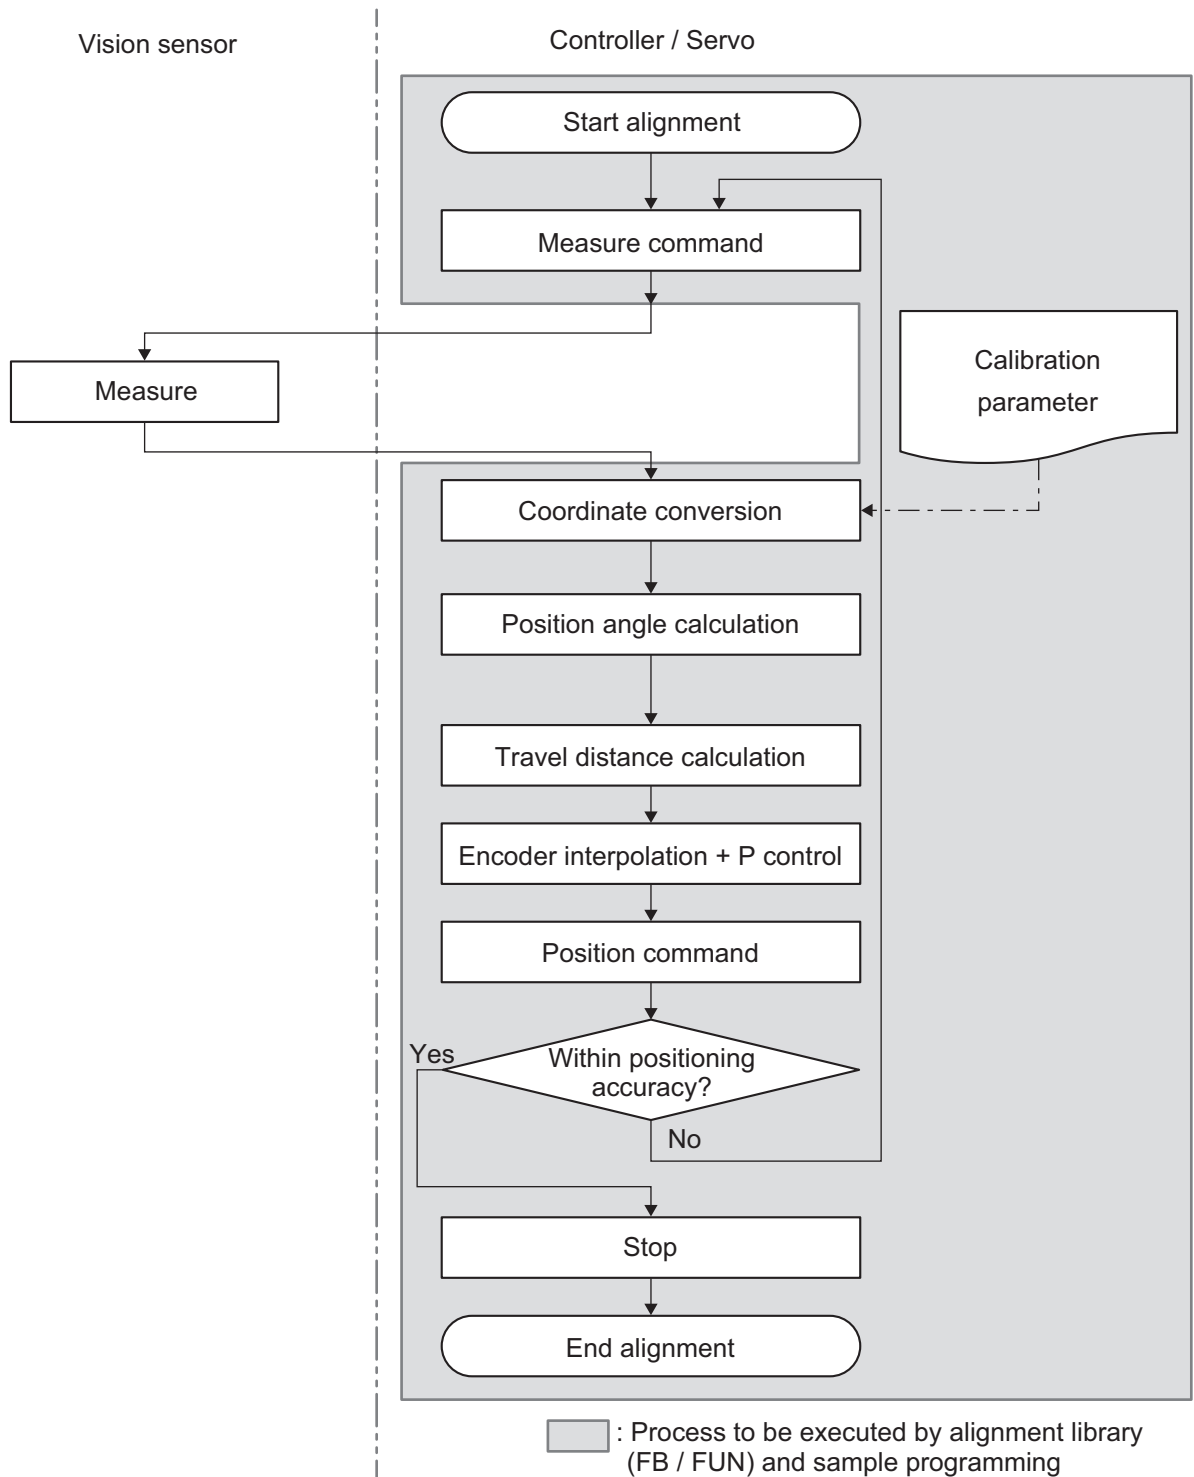 Vision sensor
Controller / Servo
Start alignment
Measure command
Measure
Calibration
parameter
Coordinate conversion
Position angle calculation
Travel distance calculation
Encoder interpolation + P control
Position command
Yes
Within positioning
accuracy?
No
Stop
End alignment
: Process to be executed by alignment library
(FB / FUN) and sample programming